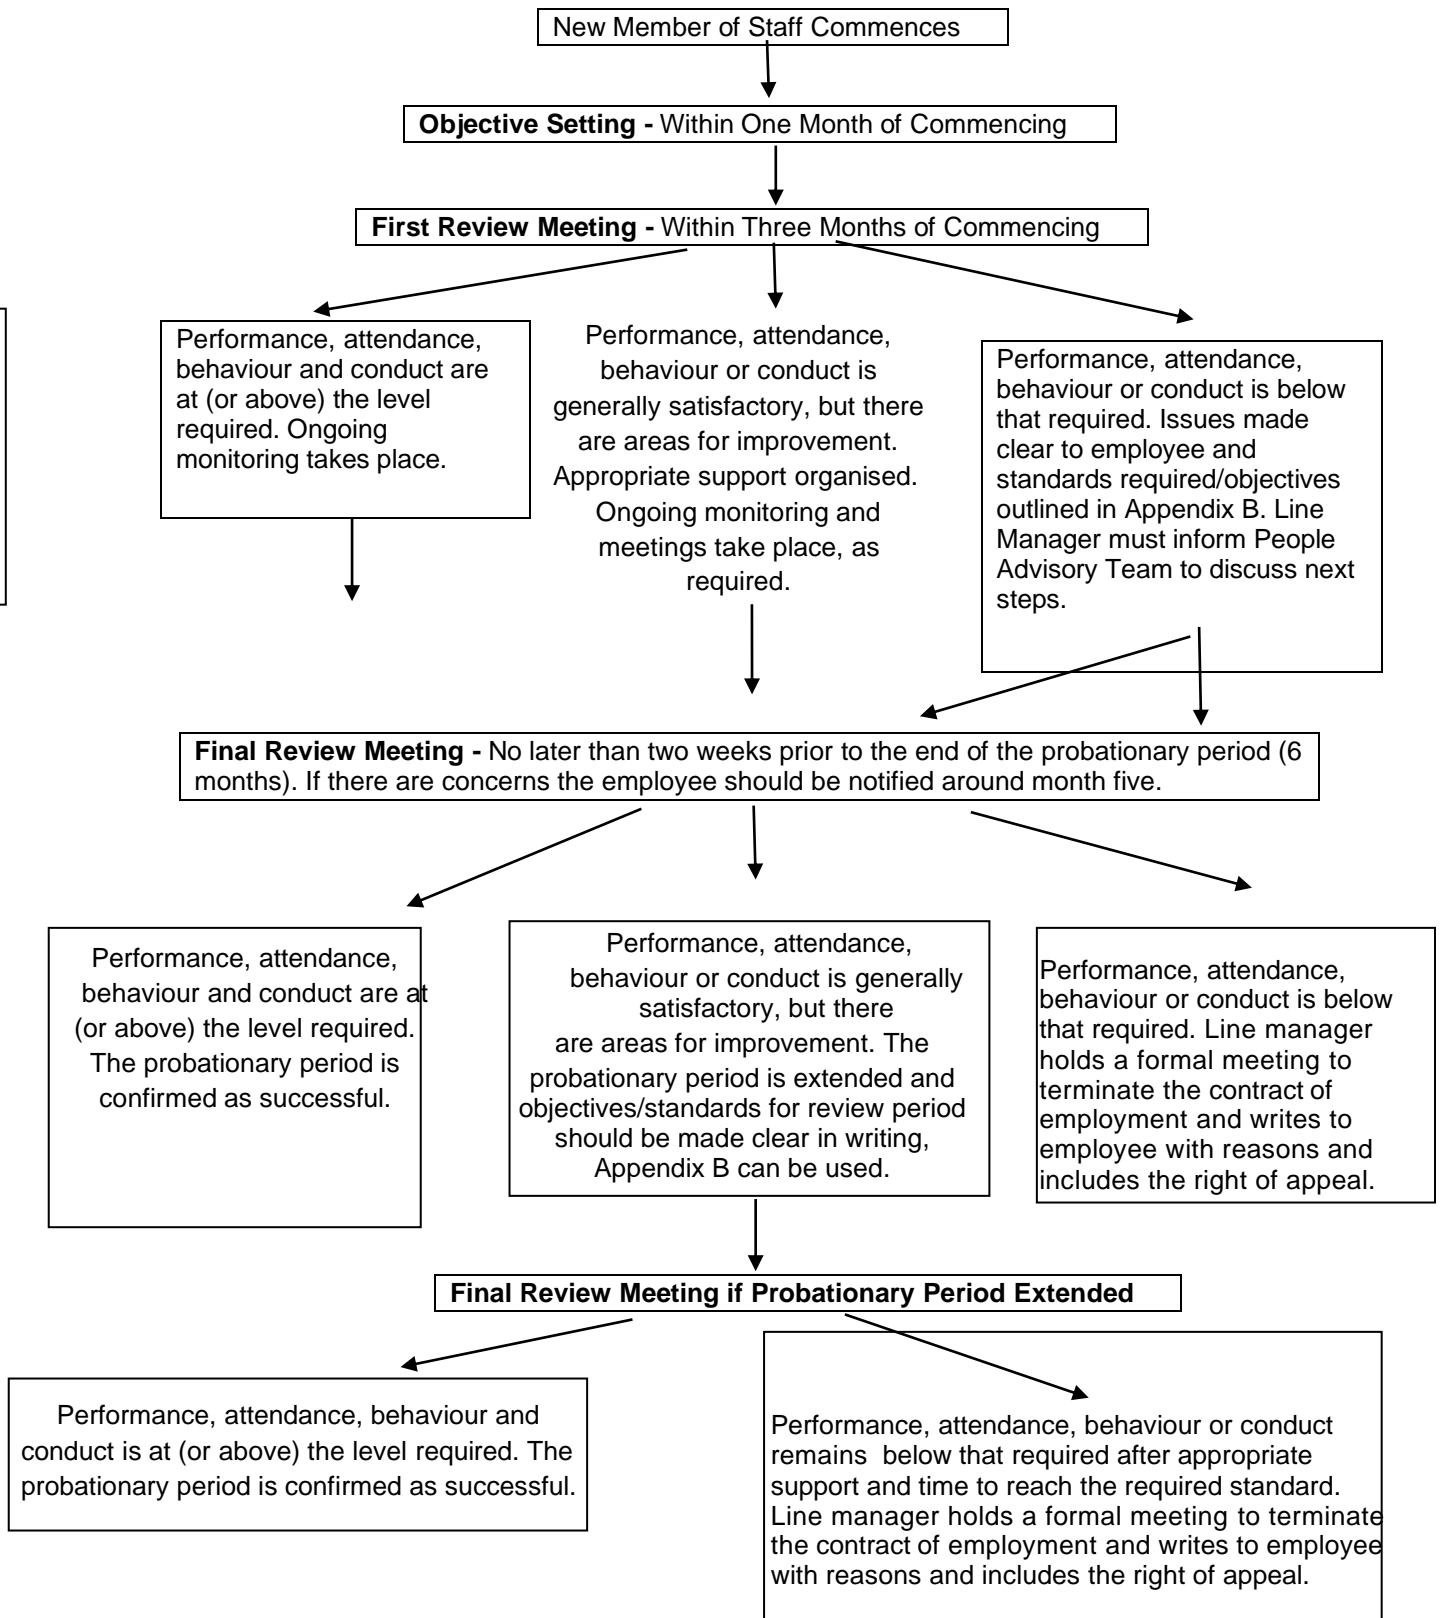 New Member of Staff Commences
Objective Setting - Within One Month of Commencing
First Review Meeting - Within Three Months of Commencing
Performance, attendance,
behaviour and conduct are
at (or above) the level
required. Ongoing
monitoring takes place.
Performance, attendance,
behaviour or conduct is
generally satisfactory, but there
are areas for improvement.
Appropriate support organised.
Ongoing monitoring and
meetings take place, as
required.
Performance, attendance,
behaviour or conduct is below
that required. Issues made
clear to employee and
standards required/objectives
outlined in Appendix B. Line
Manager must inform People
Advisory Team to discuss next
steps.
Final Review Meeting - No later than two weeks prior to the end of the probationary period (6
months). If there are concerns the employee should be notified around month five.
Performance, attendance,
behaviour and conduct are at
(or above) the level required.
The probationary period is
confirmed as successful.
Performance, attendance,
behaviour or conduct is generally
satisfactory, but there
are areas for improvement. The
probationary period is extended and
objectives/standards for review period
should be made clear in writing,
Appendix B can be used.
Performance, attendance,
behaviour or conduct is below
that required. Line manager
holds a formal meeting to
terminate the contract of
employment and writes to
employee with reasons and
includes the right of appeal.
Final Review Meeting if Probationary Period Extended
Performance, attendance, behaviour and
conduct is at (or above) the level required. The
probationary period is confirmed as successful.
Performance, attendance, behaviour or conduct
remains below that required after appropriate
support and time to reach the required standard.
Line manager holds a formal meeting to terminate
the contract of employment and writes to employee
with reasons and includes the right of appeal.